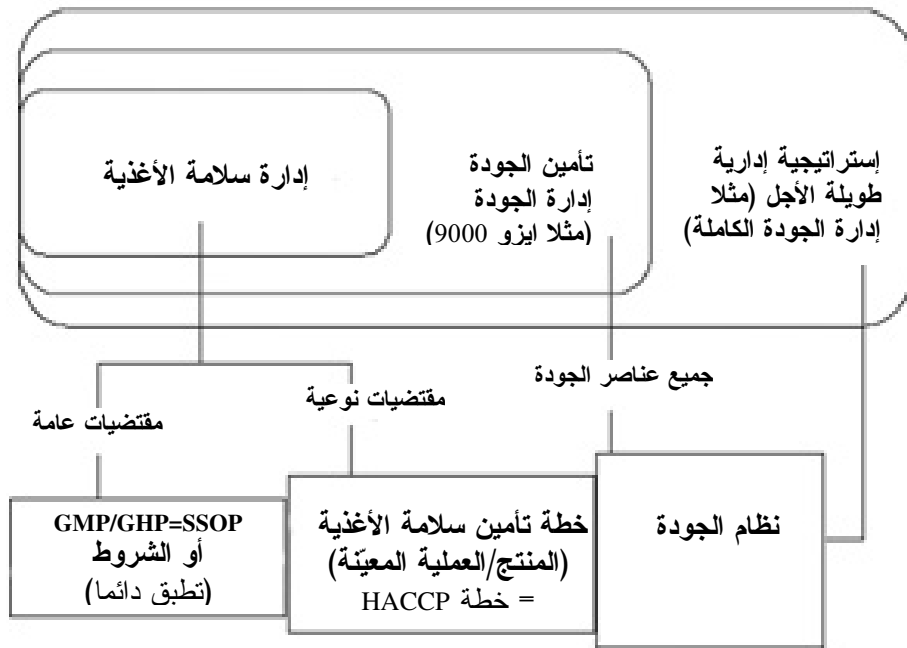 إستراتيجية إدارية
طويلة الأجل (مثلا
إدارة الجودة الكاملة)
تأمين الجودة
إدارة الجودة
(مثلا ايزو 9000)
إدارة سلامة الأغذية
جميع عناصر الجودة
مقتضيات نوعية
مقتضيات عامة
نظام الجودة
خطة تأمين سلامة الأغذية
(المنتج/العملية المعيّنة)
= خطة HACCP
GMP/GHP=SSOP
أو الشروط
(تطبق دائما)